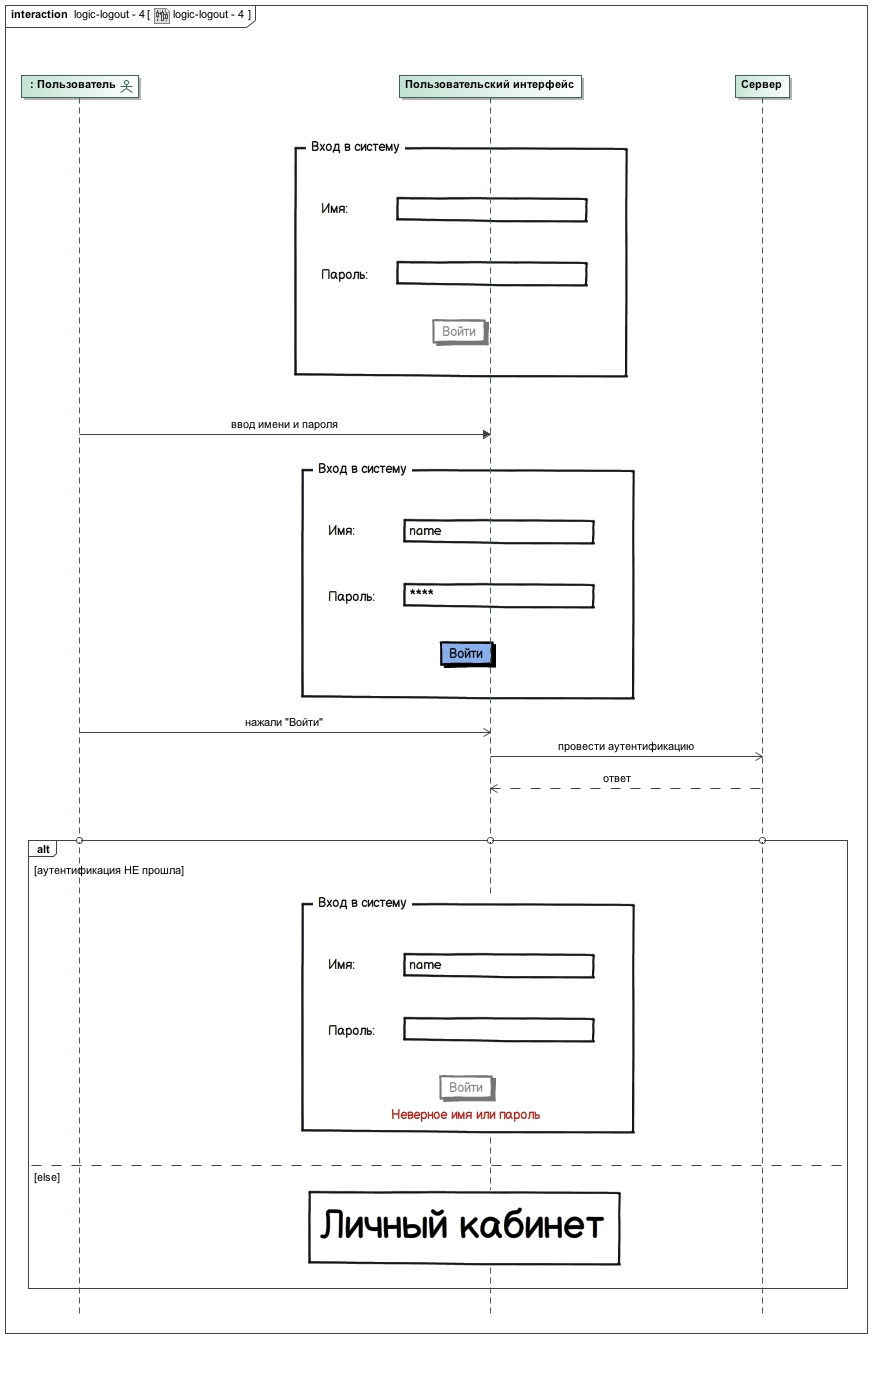 interaction logic-logout - 4 [ logic-logout - 4 ]
: Пользователь
Пользовательский интерфейс
Сервер
Вход в систему
Имя:
Пароль:
Войти
ввод имени и пароля
Вход в систему
Имя: name
Пароль: ****
Войти
нажали "Войти"
провести аутентификацию
ответ
alt
[аутентификация НЕ прошла]
Вход в систему
Имя: name
Пароль:
Войти
Неверное имя или пароль
[else]
Личный кабинет